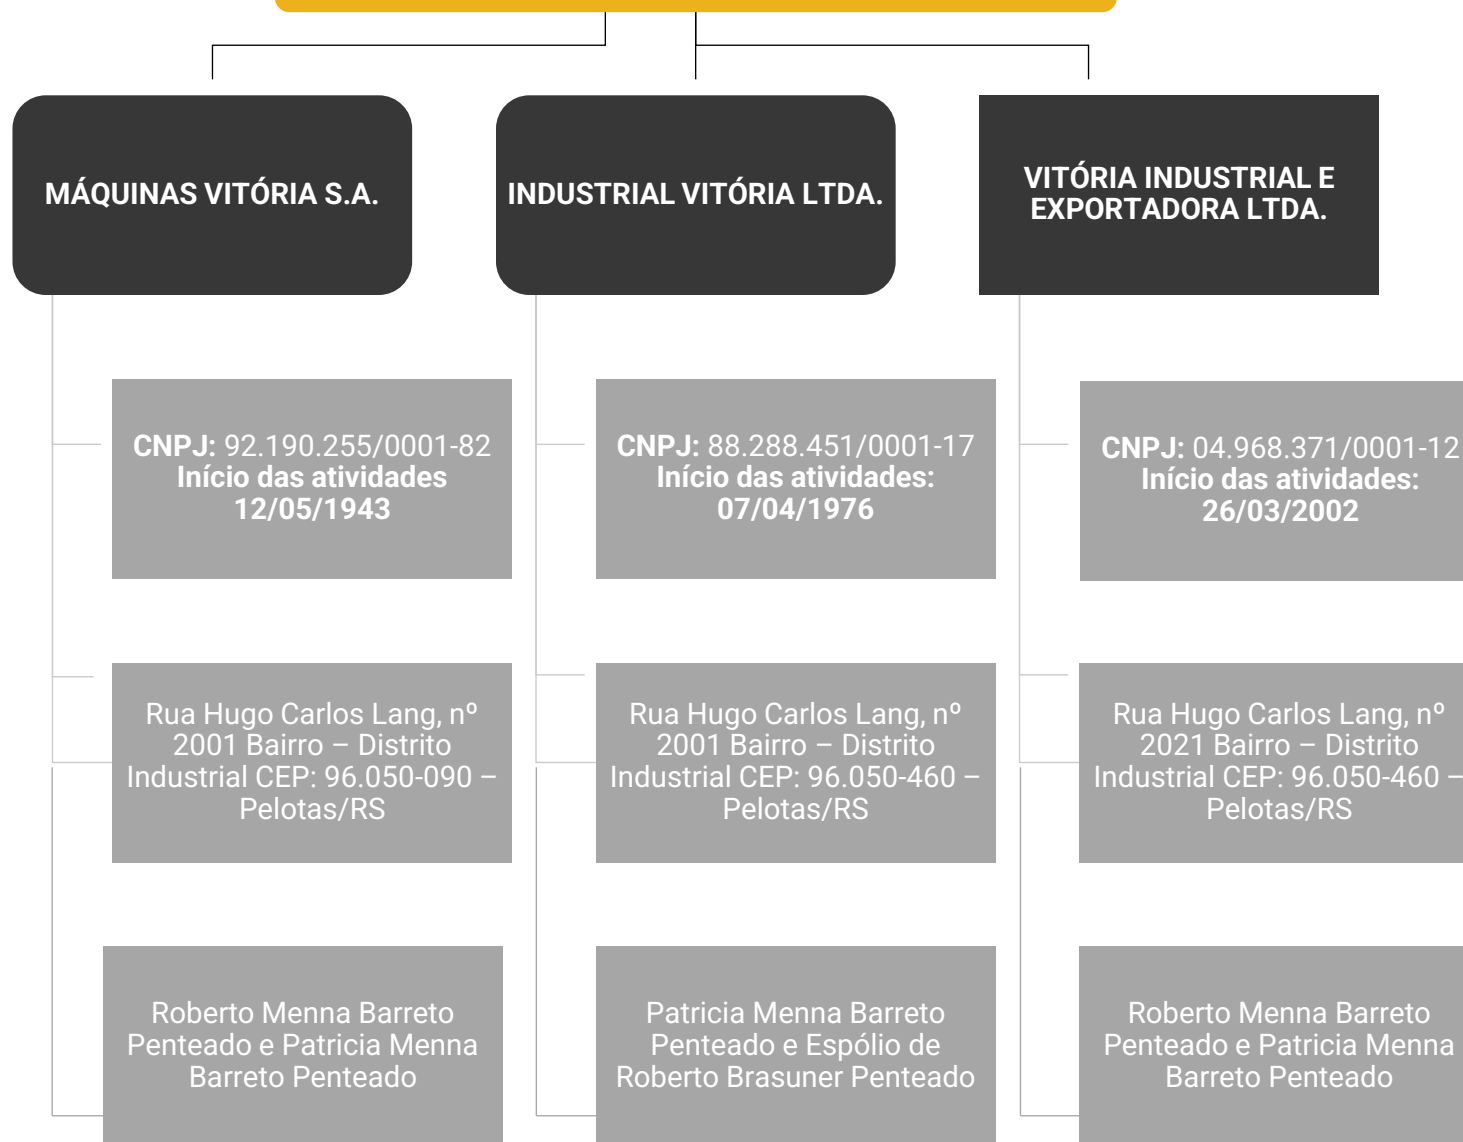 MÁQUINAS VITÓRIA S.A.
INDUSTRIAL VITÓRIA LTDA.
VITÓRIA INDUSTRIAL E
EXPORTADORA LTDA.
CNPJ: 92.190.255/0001-82
Início das atividades
12/05/1943
CNPJ: 88.288.451/0001-17
Início das atividades:
07/04/1976
CNPJ: 04.968.371/0001-12
Início das atividades:
26/03/2002
Rua Hugo Carlos Lang, nº
2001 Bairro – Distrito
Industrial CEP: 96.050-090 –
Pelotas/RS
Rua Hugo Carlos Lang, nº
2001 Bairro – Distrito
Industrial CEP: 96.050-460 –
Pelotas/RS
Rua Hugo Carlos Lang, nº
2021 Bairro – Distrito
Industrial CEP: 96.050-460 –
Pelotas/RS
Roberto Menna Barreto
Penteado e Patricia Menna
Barreto Penteado
Patricia Menna Barreto
Penteado e Espólio de
Roberto Brasuner Penteado
Roberto Menna Barreto
Penteado e Patricia Menna
Barreto Penteado